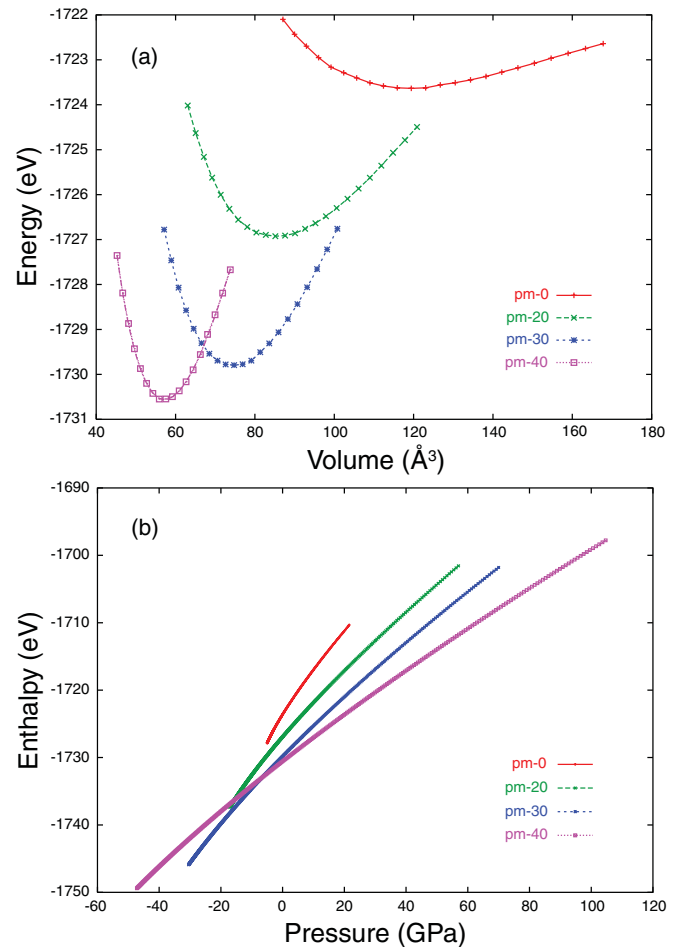 -1722
-1723
-1724
-1725
-1726
-1727
-1728
-1729
-1730
-1731
Energy (eV)
(a)
pm-0
pm-20
pm-30
pm-40
40 60 80 100 120 140 160 180
Volume (Å³)
-1690
-1700
-1710
-1720
-1730
-1740
-1750
Enthalpy (eV)
(b)
pm-0
pm-20
pm-30
pm-40
-60 -40 -20 0 20 40 60 80 100 120
Pressure (GPa)